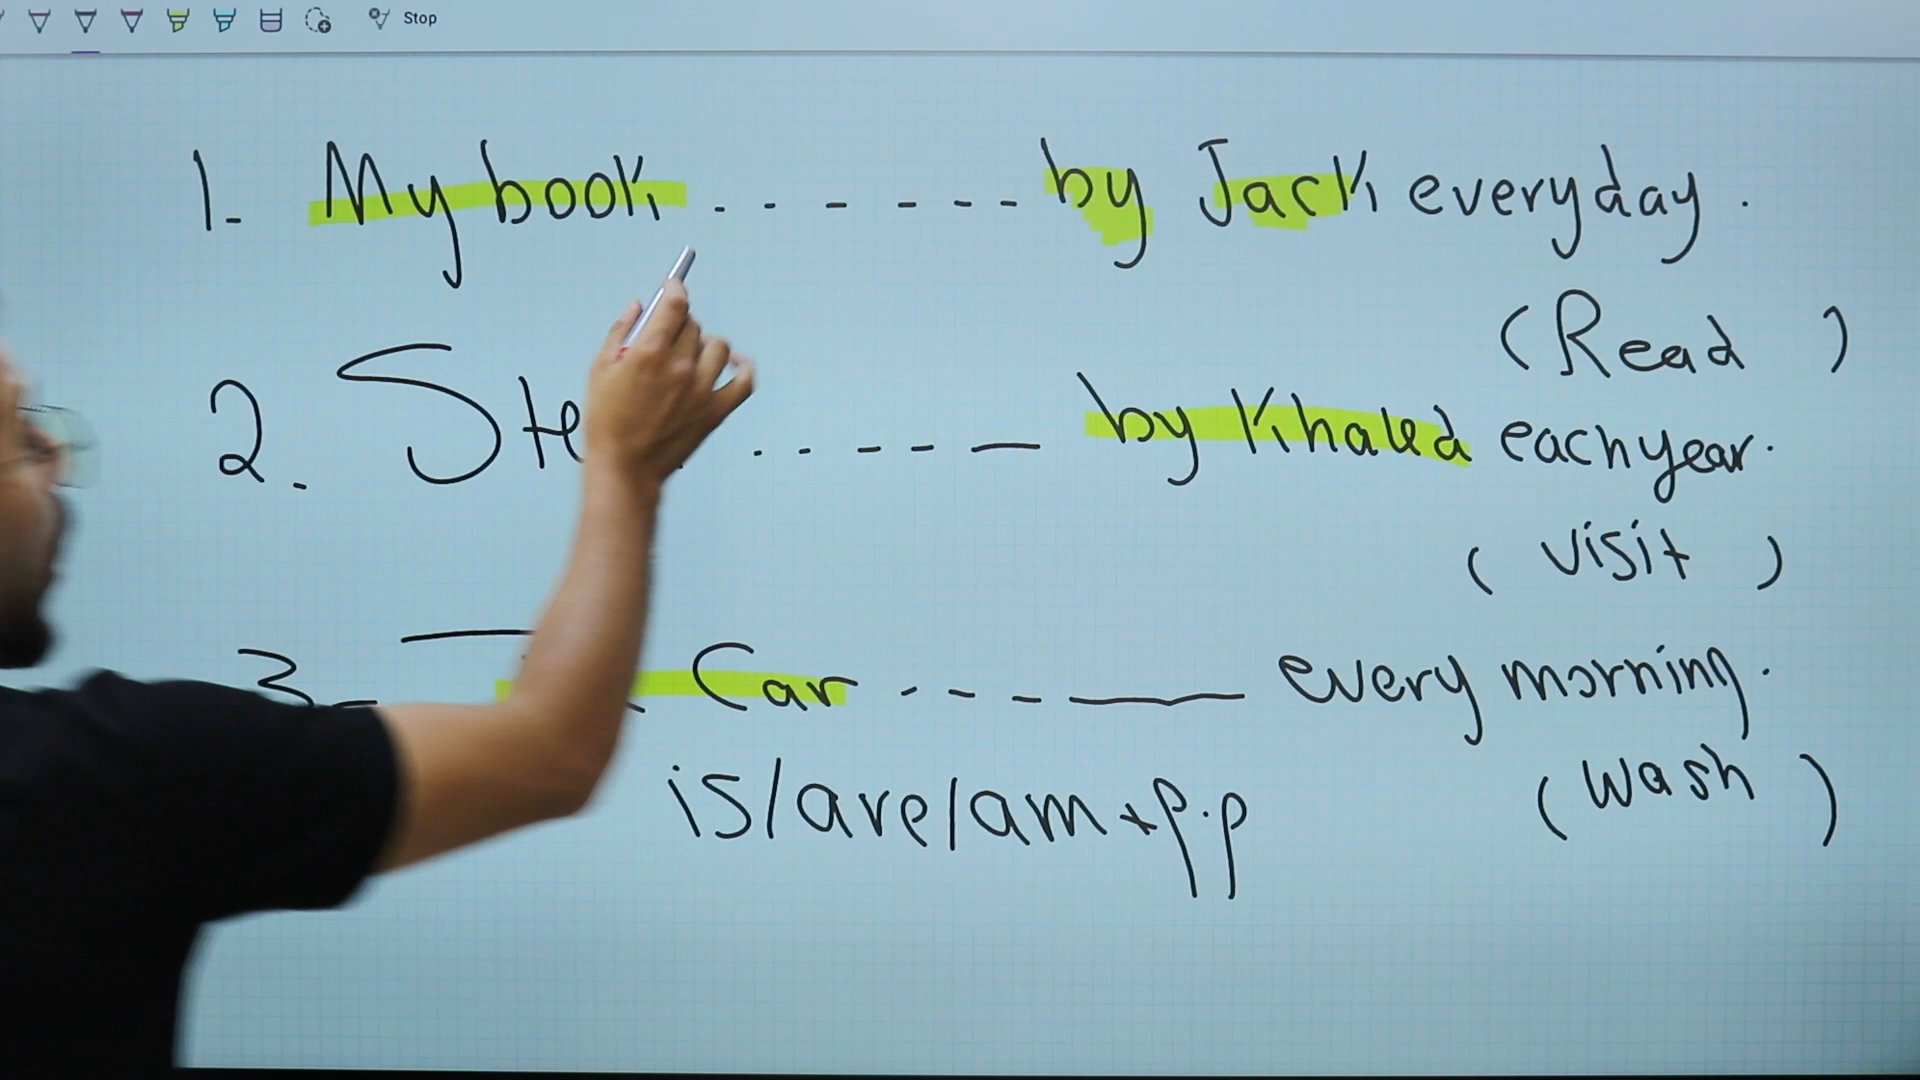 Stop
1. My book ------- by Jack everyday.
(Read)
2. ----- by Khaled each year.
(visit)
3. Car ---- every morning.
(wash)
is/are/am + p.p